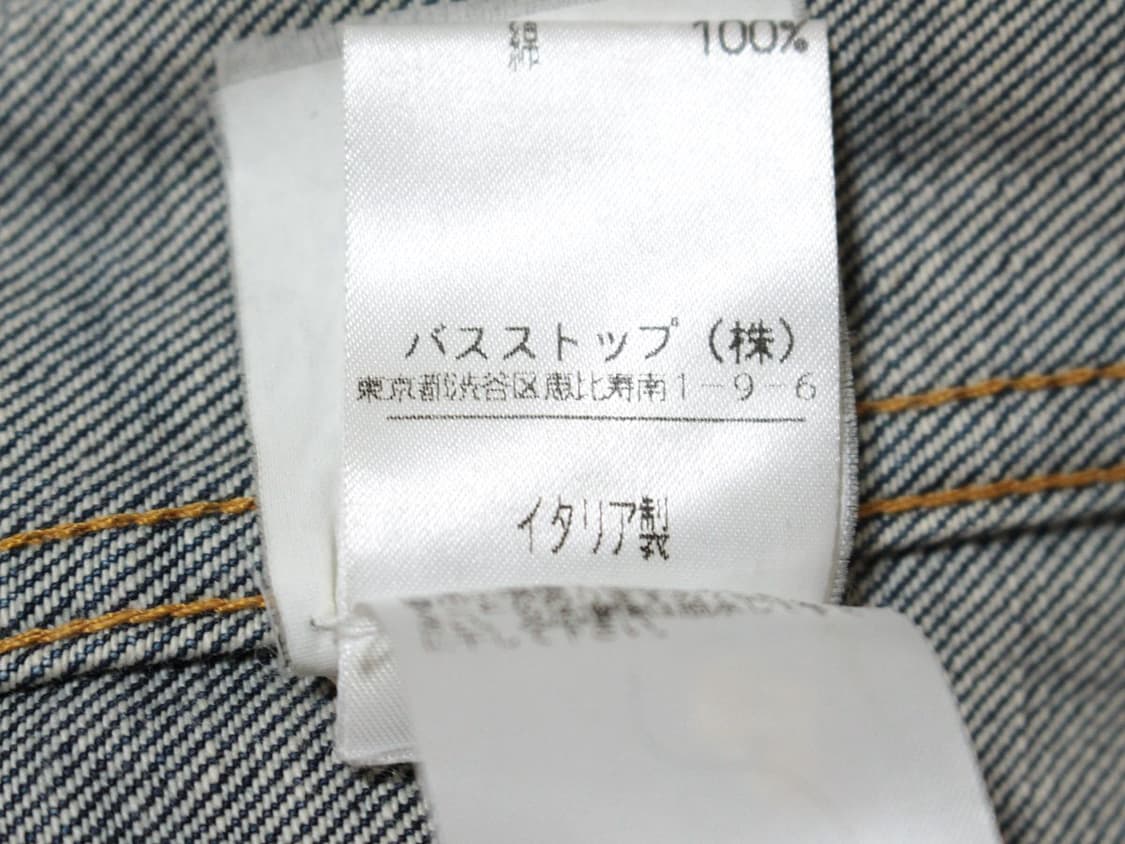 綿 100%
バスストップ（株）
東京都渋谷区恵比寿南1-9-6
イタリア製